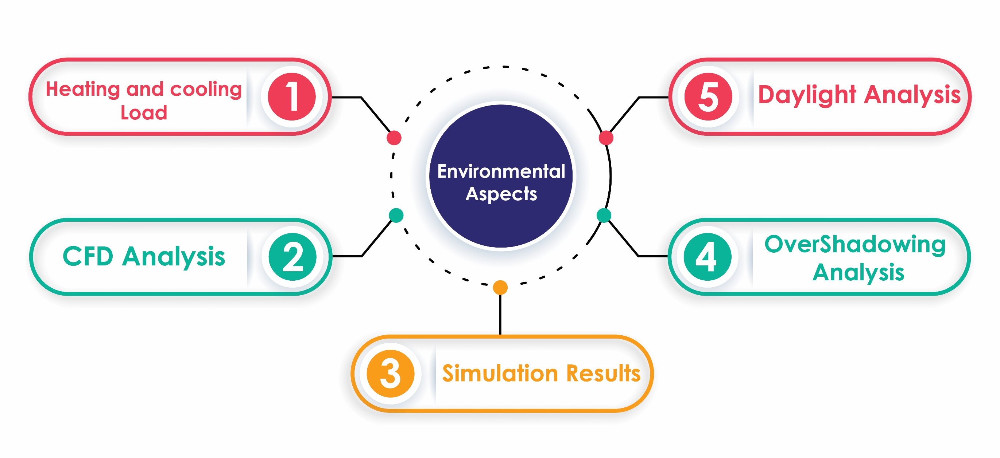 Heating and cooling
Load
1
CFD Analysis
2
Environmental
Aspects
3
Simulation Results
4
OverShadowing
Analysis
5
Daylight Analysis